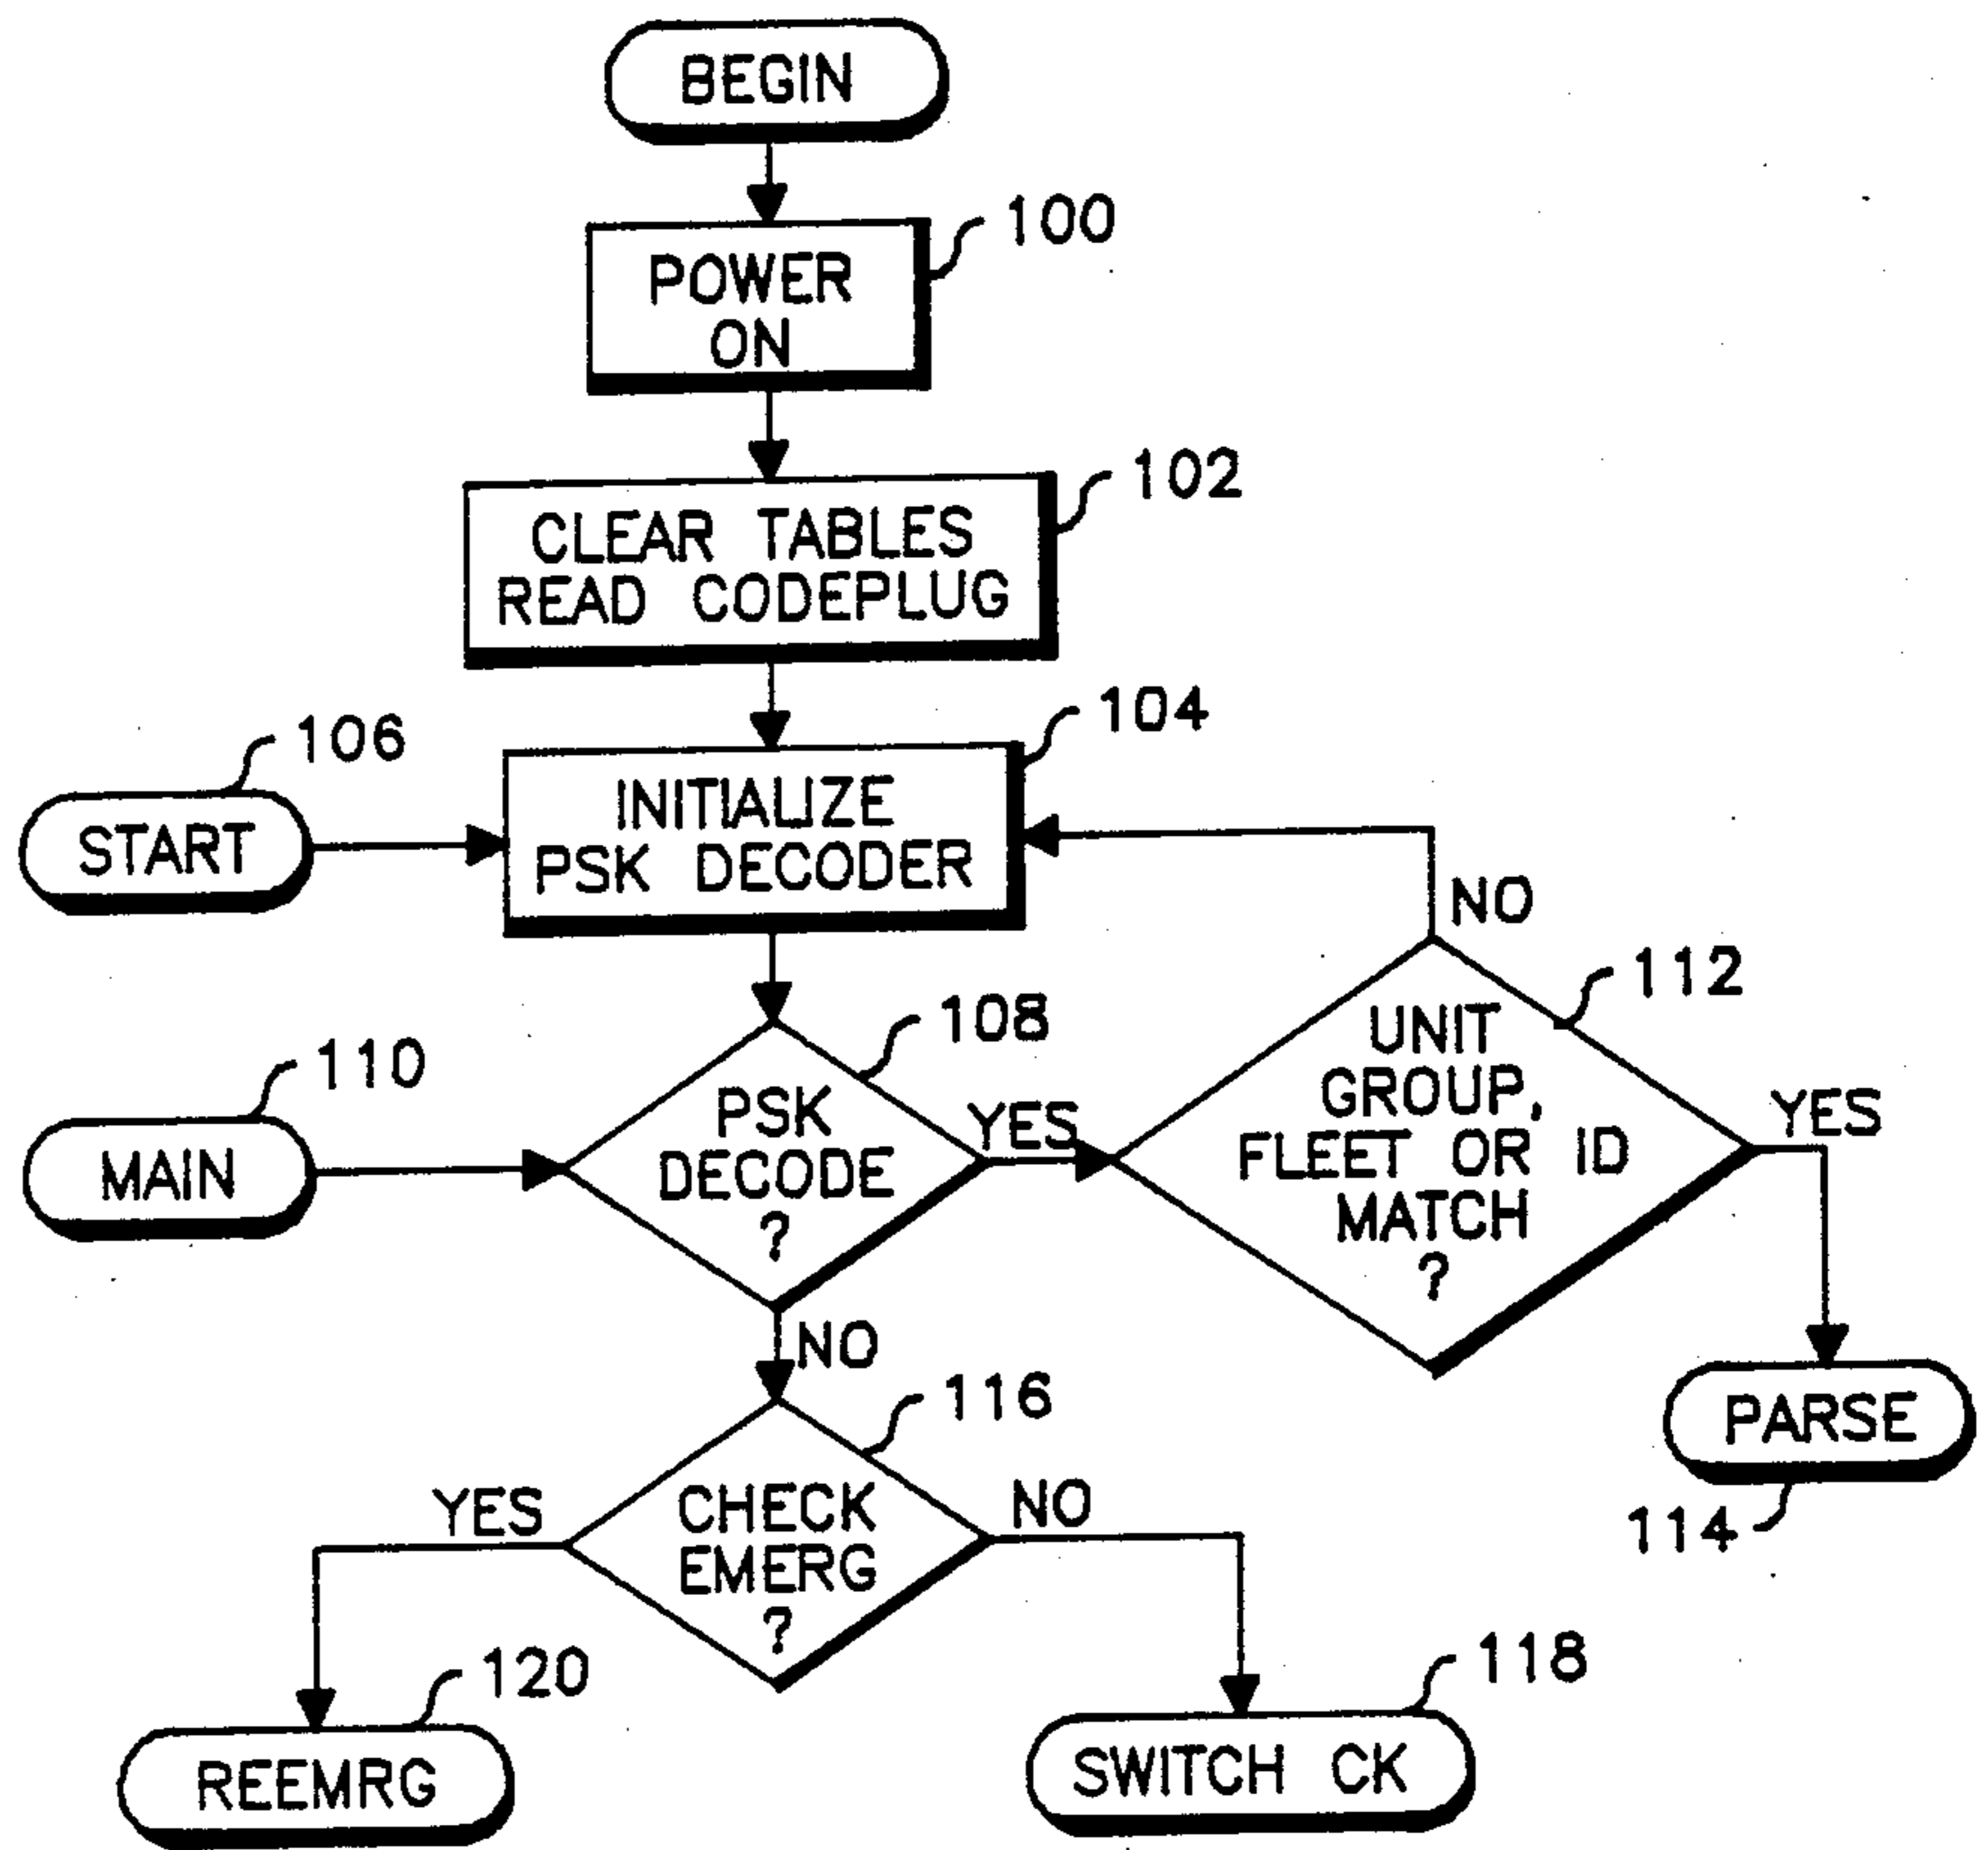 BEGIN
100
POWER
ON
102
CLEAR TABLES
READ CODEPLUG
104
106
INITIALIZE
PSK DECODER
START
NO
112
108
UNIT
GROUP,
FLEET OR ID
MATCH
?
110
PSK
DECODE
?
YES
YES
MAIN
NO
116
PARSE
114
CHECK
EMERG
?
YES
NO
120
118
REEMRG
SWITCH CK